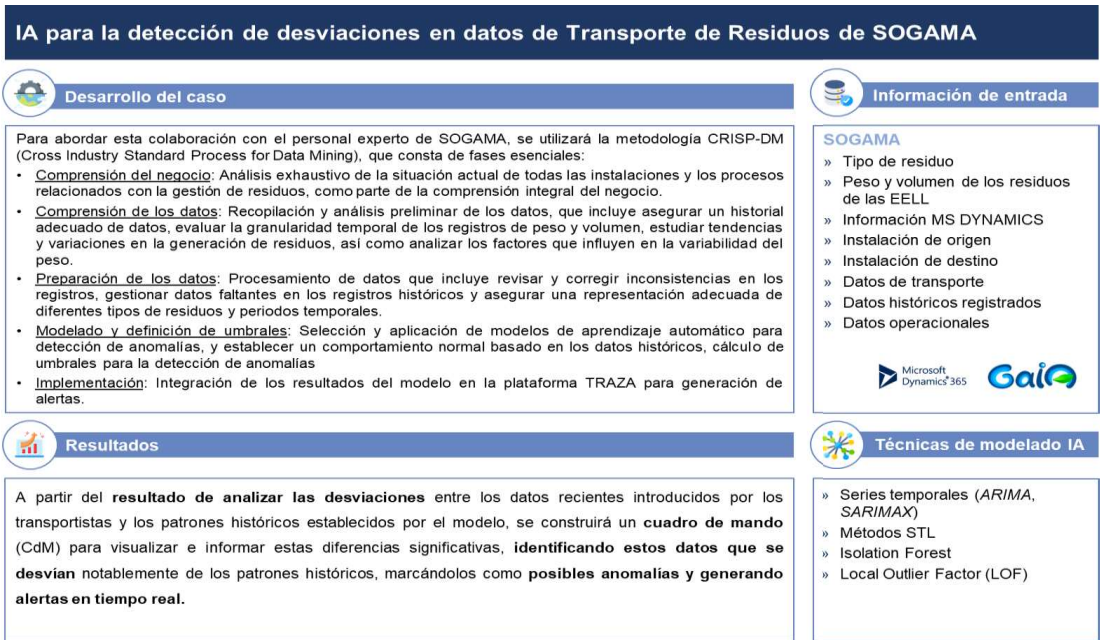 IA para la detección de desviaciones en datos de Transporte de Residuos de SOGAMA
Desarrollo del caso
Para abordar esta colaboración con el personal experto de SOGAMA, se utilizará la metodología CRISP-DM
(Cross Industry Standard Process for Data Mining), que consta de fases esenciales:
• Comprensión del negocio: Análisis exhaustivo de la situación actual de todas las instalaciones y los procesos
relacionados con la gestión de residuos, como parte de la comprensión integral del negocio.
• Comprensión de los datos: Recopilación y análisis preliminar de los datos, que incluye asegurar un historial
adecuado de datos, evaluar la granularidad temporal de los registros de peso y volumen, estudiar tendencias
y variaciones en la generación de residuos, así como analizar los factores que influyen en la variabilidad del
peso.
• Preparación de los datos: Procesamiento de datos que incluye revisar y corregir inconsistencias en los
registros, gestionar datos faltantes en los registros históricos y asegurar una representación adecuada de
diferentes tipos de residuos y periodos temporales.
• Modelado y definición de umbrales: Selección y aplicación de modelos de aprendizaje automático para
detección de anomalías, y establecer un comportamiento normal basado en los datos históricos, cálculo de
umbrales para la detección de anomalías
• Implementación: Integración de los resultados del modelo en la plataforma TRAZA para generación de
alertas.
Información de entrada
SOGAMA
» Tipo de residuo
» Peso y volumen de los residuos
de las EELL
» Información MS DYNAMICS
» Instalación de origen
» Instalación de destino
» Datos de transporte
» Datos históricos registrados
» Datos operacionales
Microsoft
Dynamics 365
GaiA
Resultados
A partir del resultado de analizar las desviaciones entre los datos recientes introducidos por los
transportistas y los patrones históricos establecidos por el modelo, se construirá un cuadro de mando
(CdM) para visualizar e informar estas diferencias significativas, identificando estos datos que se
desvían notablemente de los patrones históricos, marcándolos como posibles anomalías y generando
alertas en tiempo real.
Técnicas de modelado IA
» Series temporales (ARIMA,
SARIMAX)
» Métodos STL
» Isolation Forest
» Local Outlier Factor (LOF)